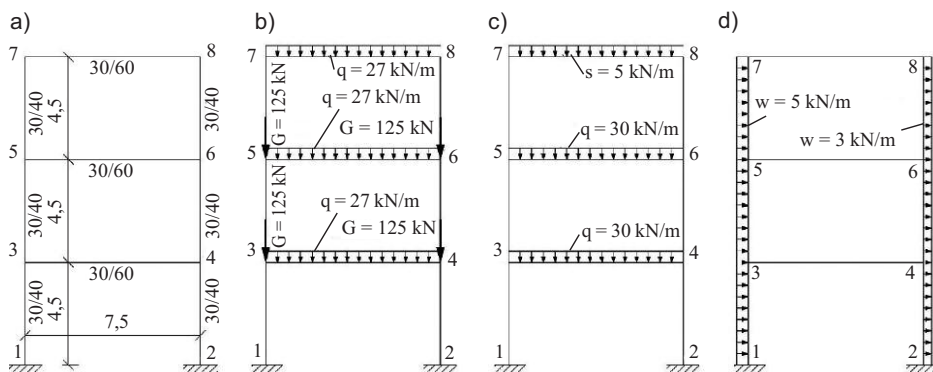 a)
7
8
30/60
30/40
4,5
30/40
5
6
30/60
30/40
4,5
30/40
3
4
30/60
30/40
4,5
30/40
7,5
1
2
b)
7
8
q = 27 kN/m
G = 125 kN
q = 27 kN/m
G = 125 kN
5
6
G = 125 kN
q = 27 kN/m
G = 125 kN
3
4
1
2
c)
7
8
s = 5 kN/m
q = 30 kN/m
5
6
q = 30 kN/m
3
4
1
2
d)
7
8
w = 5 kN/m
w = 3 kN/m
5
6
3
4
1
2